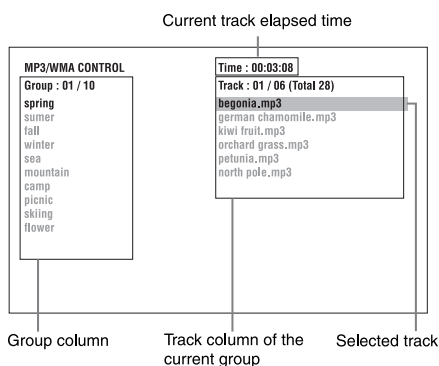 Current track elapsed time
MP3/WMA CONTROL
Group : 01 / 10
spring
sumer
fall
winter
sea
mountain
camp
picnic
skiing
flower
Time : 00:03:08
Track : 01 / 06 (Total 28)
begonia.mp3
german chamomile.mp3
kiwi fruit.mp3
orchard grass.mp3
petunia.mp3
north pole.mp3
Group column
Track column of the
current group
Selected track